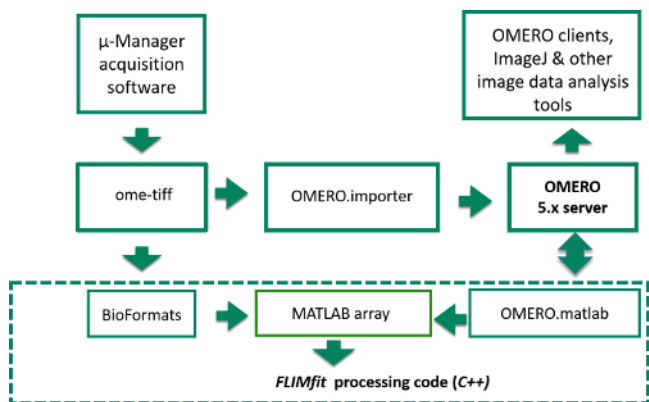 μ-Manager
acquisition
software
OMERO clients,
ImageJ & other
image data analysis
tools
ome-tiff
OMERO.importer
OMERO
5.x server
BioFormats
MATLAB array
OMERO.matlab
FLIMfit processing code (C++)